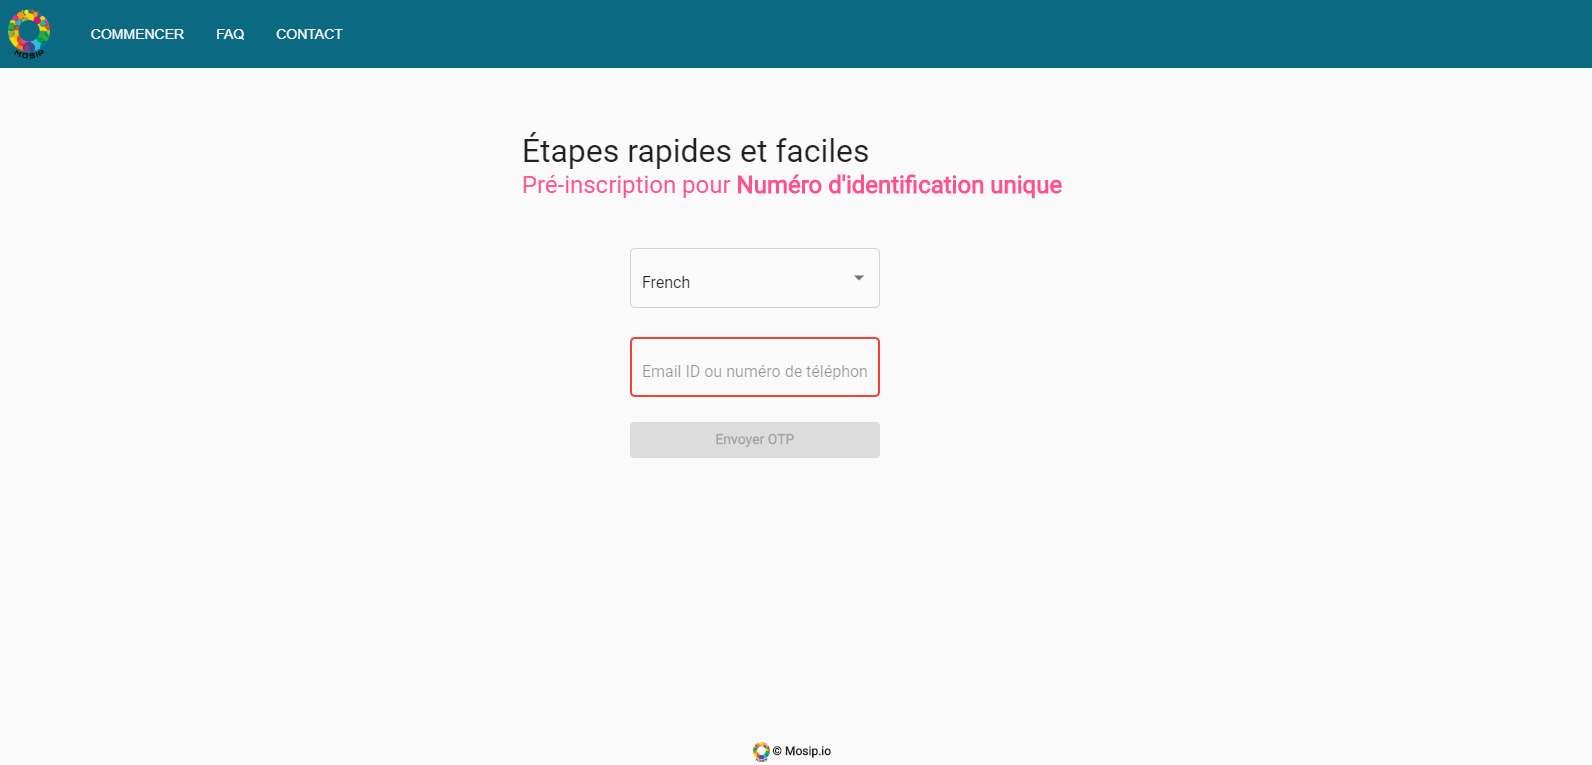 mosip
COMMENCER FAQ CONTACT
Étapes rapides et faciles
Pré-inscription pour Numéro d'identification unique
French
Email ID ou numéro de téléphon
Envoyer OTP
© Mosip.io